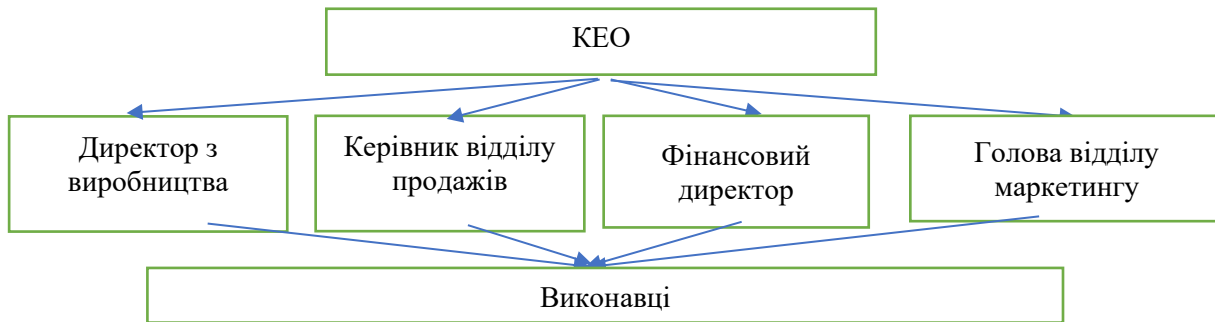 КЕО
Директор з
виробництва
Керівник відділу
продажів
Фінансовий
директор
Голова відділу
маркетингу
Виконавці